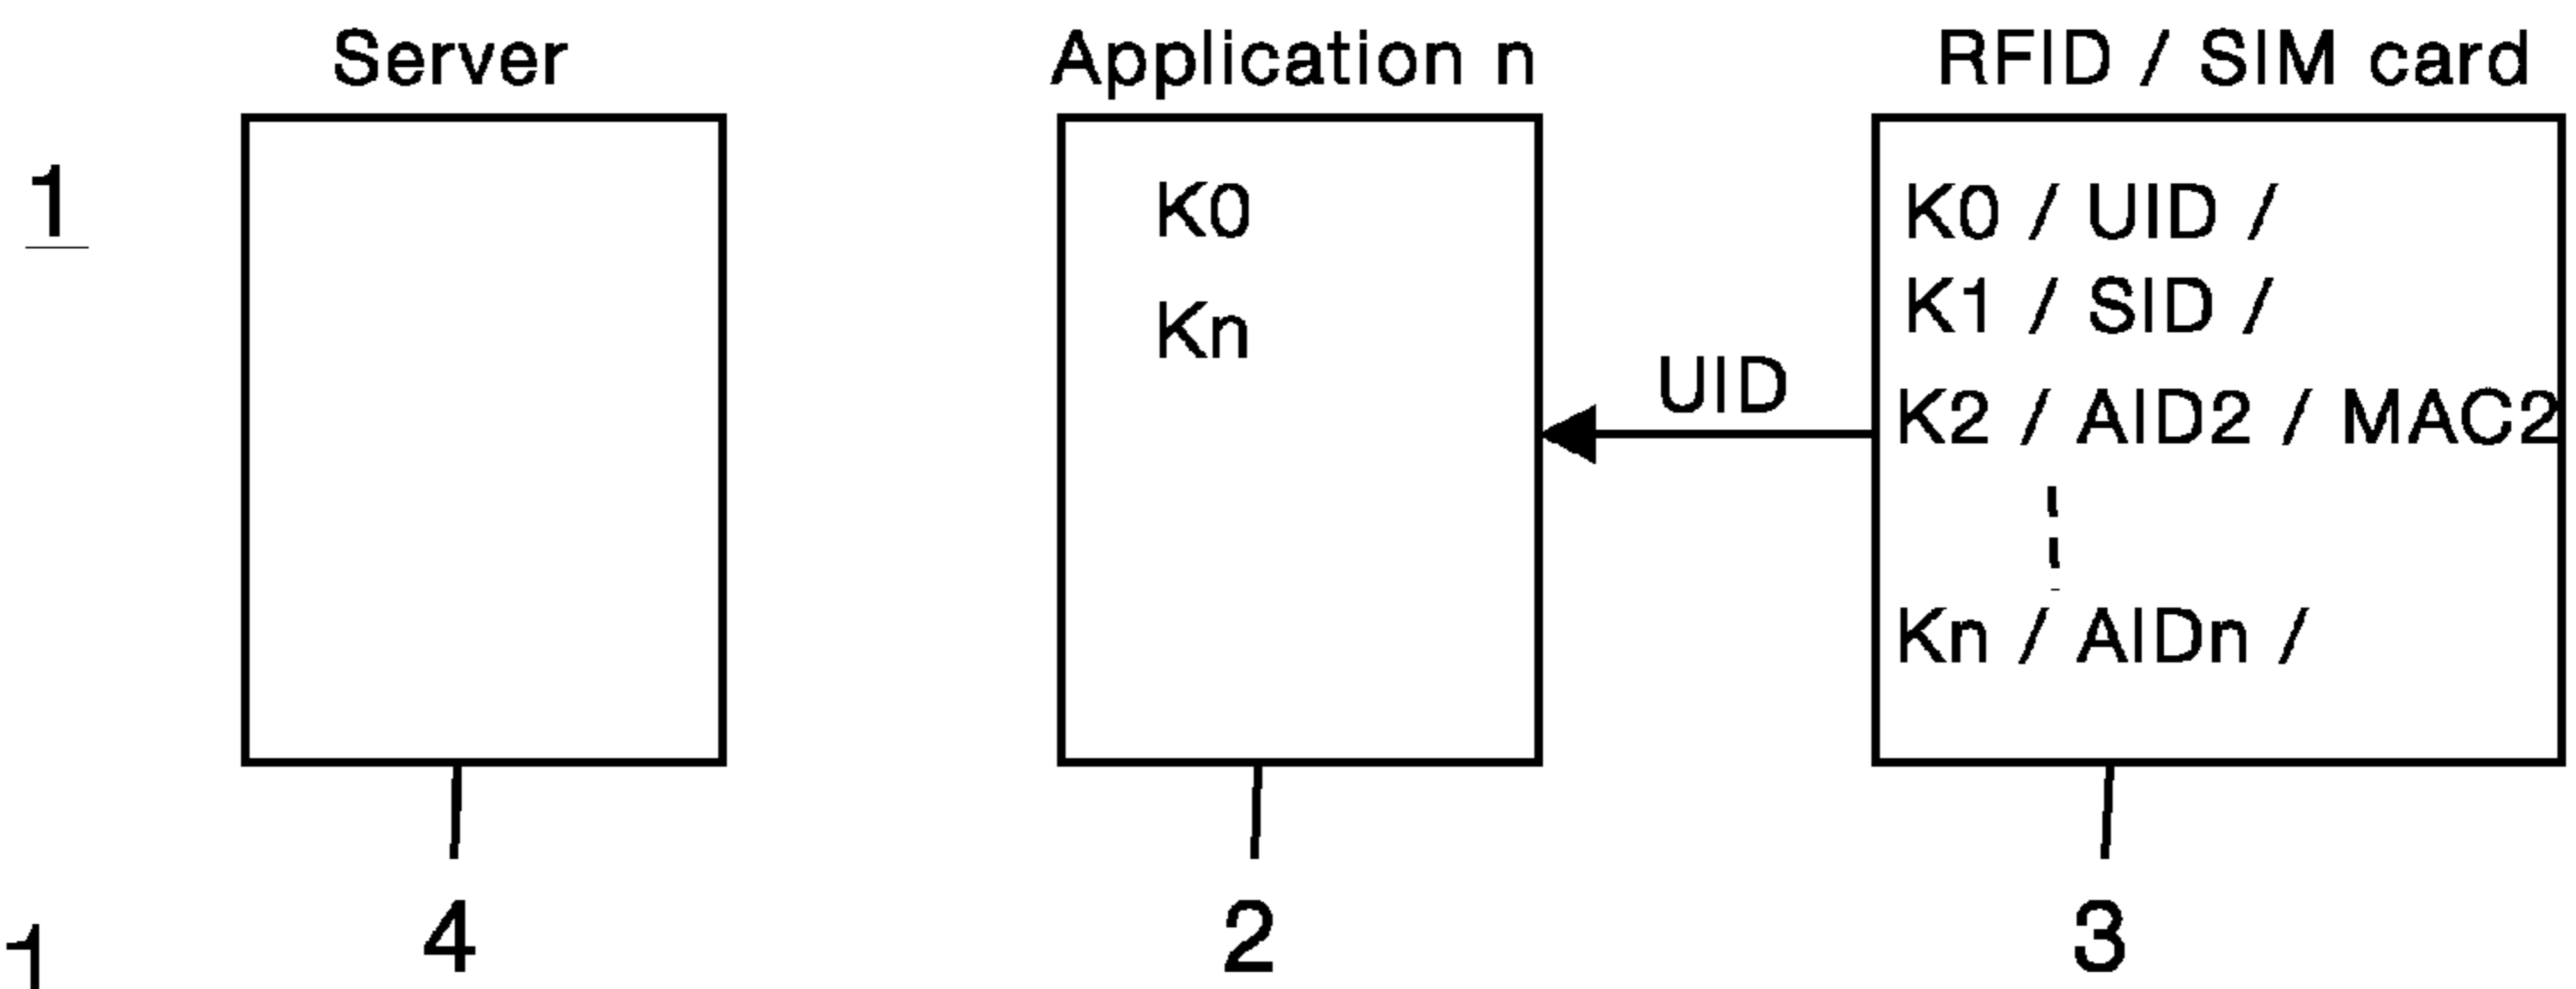 Server
Application n
RFID / SIM card
1
K0
Kn
UID
K0 / UID /
K1 / SID /
K2 / AID2 / MAC2
Kn / AIDn /
4
2
3
1